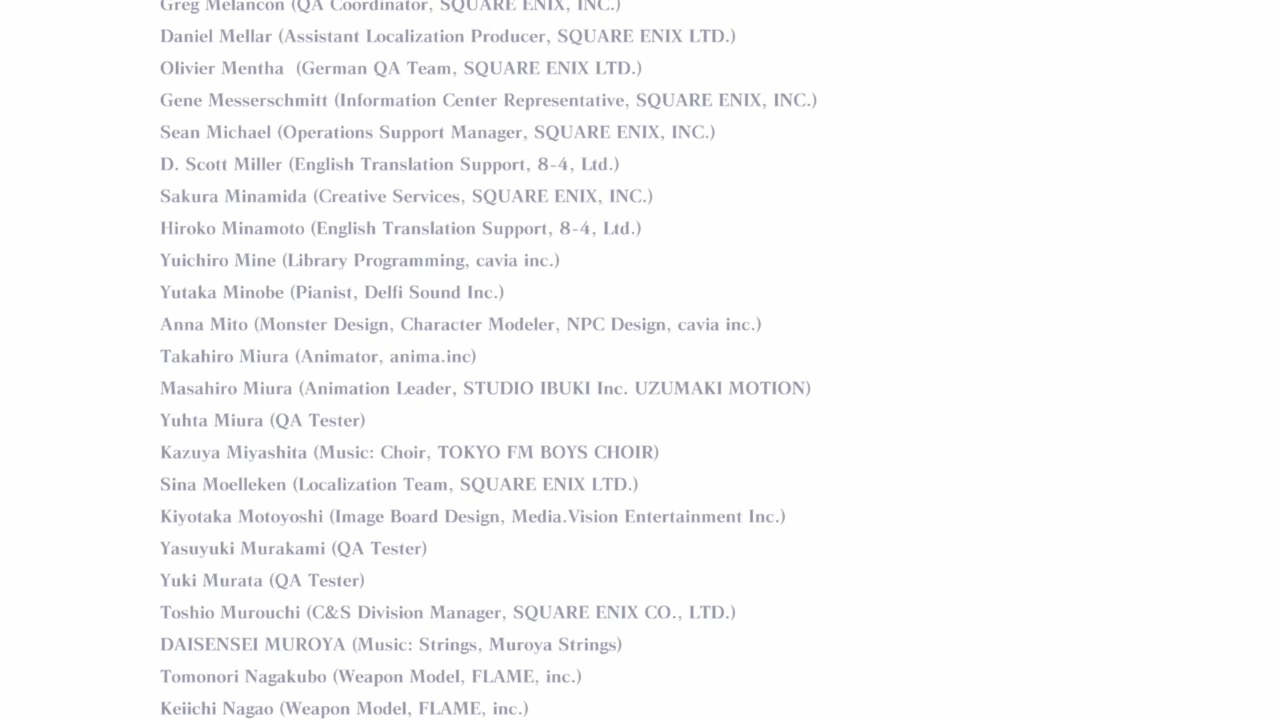 Greg Melancon (QA Coordinator, SQUARE ENIX, INC.)
Daniel Mellar (Assistant Localization Producer, SQUARE ENIX LTD.)
Olivier Mentha  (German QA Team, SQUARE ENIX LTD.)
Gene Messerschmitt (Information Center Representative, SQUARE ENIX, INC.)
Sean Michael (Operations Support Manager, SQUARE ENIX, INC.)
D. Scott Miller (English Translation Support, 8-4, Ltd.)
Sakura Minamida (Creative Services, SQUARE ENIX, INC.)
Hiroko Minamoto (English Translation Support, 8-4, Ltd.)
Yuichiro Mine (Library Programming, cavia inc.)
Yutaka Minobe (Pianist, Delfi Sound Inc.)
Anna Mito (Monster Design, Character Modeler, NPC Design, cavia inc.)
Takahiro Miura (Animator, anima.inc)
Masahiro Miura (Animation Leader, STUDIO IBUKI Inc. UZUMAKI MOTION)
Yuhta Miura (QA Tester)
Kazuya Miyashita (Music: Choir, TOKYO FM BOYS CHOIR)
Sina Moelleken (Localization Team, SQUARE ENIX LTD.)
Kiyotaka Motoyoshi (Image Board Design, Media.Vision Entertainment Inc.)
Yasuyuki Murakami (QA Tester)
Yuki Murata (QA Tester)
Toshio Murouchi (C&S Division Manager, SQUARE ENIX CO., LTD.)
DAISENSEI MUROYA (Music: Strings, Muroya Strings)
Tomonori Nagakubo (Weapon Model, FLAME, inc.)
Keiichi Nagao (Weapon Model, FLAME, inc.)